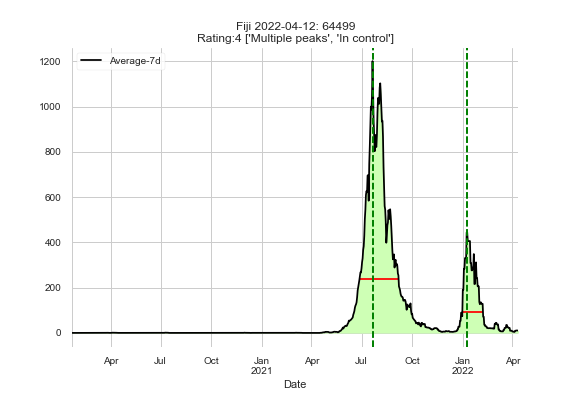 Fiji 2022-04-12: 64499
Rating:4 ['Multiple peaks', 'In control']
Average-7d
1200
1000
800
600
400
200
0
Apr Jul Oct Jan Apr Jul Oct Jan Apr
2021 2022
Date